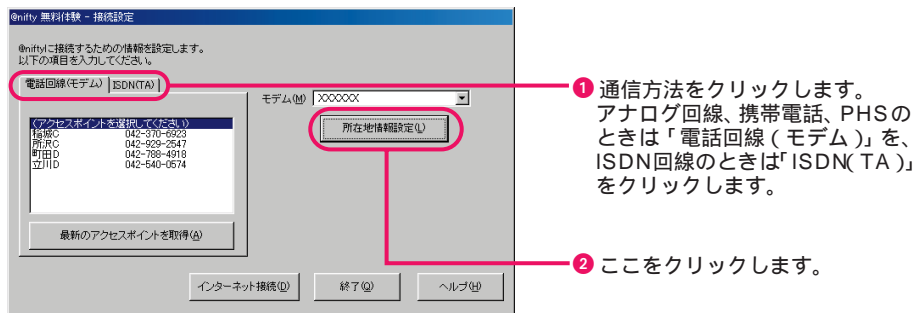 @nifty 無料体験 - 接続設定
@niftyに接続するための情報を設定します。
以下の項目を入力してください。
電話回線(モデム) ISDN(TA)
モデム(M) XXXXXX
(アクセスポイントを選択してください)
稲城C 042-370-6923
所沢C 042-929-2547
町田D 042-788-4918
立川D 042-540-0574
所在地情報設定(L)
最新のアクセスポイントを取得(A)
インターネット接続(D) 終了(Q) ヘルプ(H)
1 通信方法をクリックします。
アナログ回線、携帯電話、PHSの
ときは「電話回線(モデム)」を、
ISDN回線のときは「ISDN(TA)」
をクリックします。
2 ここをクリックします。